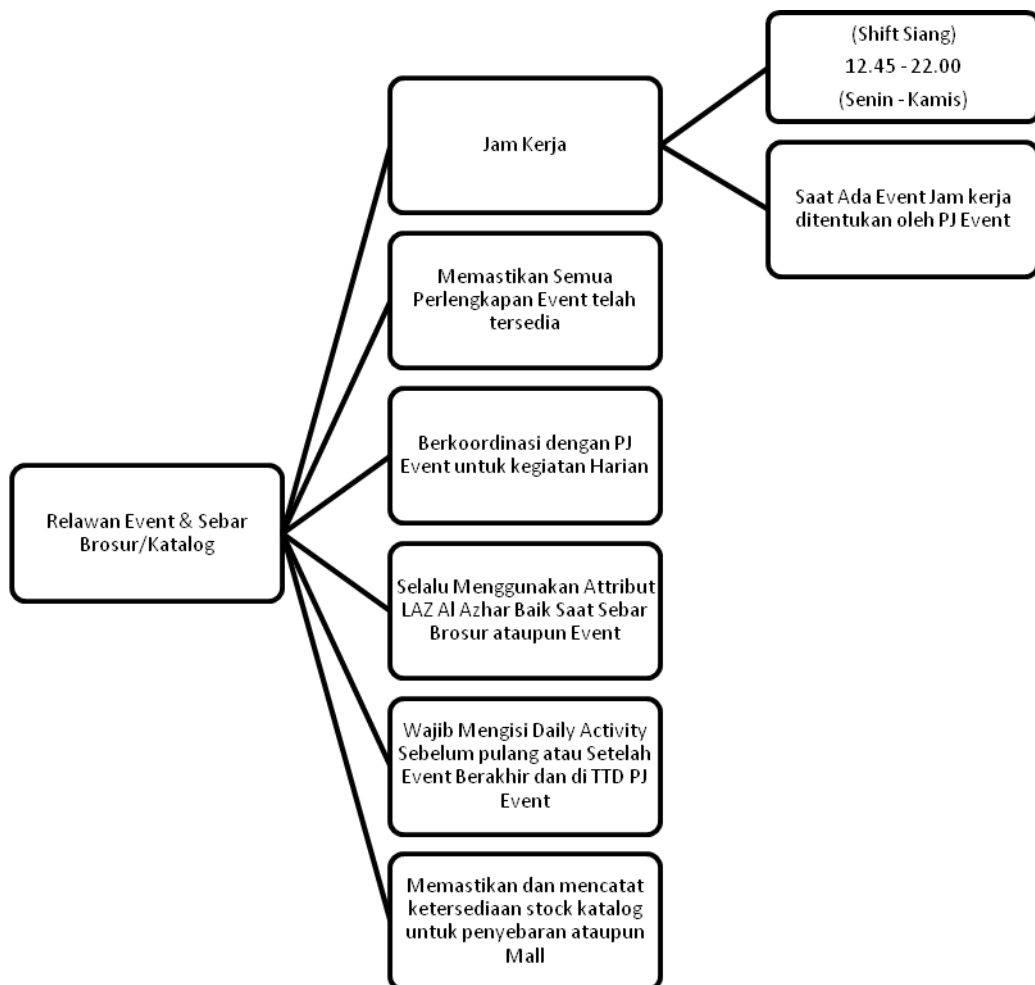 (Shift Siang)
12.45 - 22.00
(Senin - Kamis)
Jam Kerja
Saat Ada Event Jam kerja
ditentukan oleh PJ Event
Memastikan Semua
Perlengkapan Event telah
tersedia
Berkoordinasi dengan PJ
Event untuk kegiatan Harian
Relawan Event & Sebar
Brosur/Katalog
Selalu Menggunakan Attribut
LAZ Al Azhar Baik Saat Sebar
Brosur ataupun Event
Wajib Mengisi Daily Activity
Sebelum pulang atau Setelah
Event Berakhir dan di TTD PJ
Event
Memastikan dan mencatat
ketersediaan stock katalog
untuk penyebaran ataupun
Mall